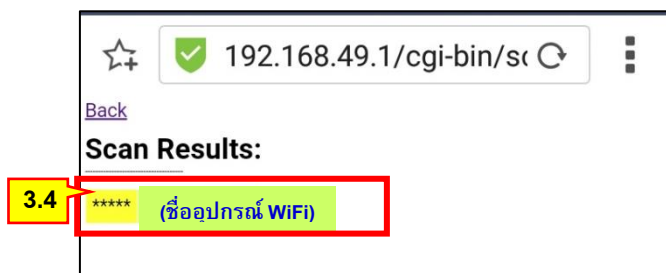 192.168.49.1/cgi-bin/s
Back
Scan Results:
3.4 ***** (ชื่ออุปกรณ์ WiFi)